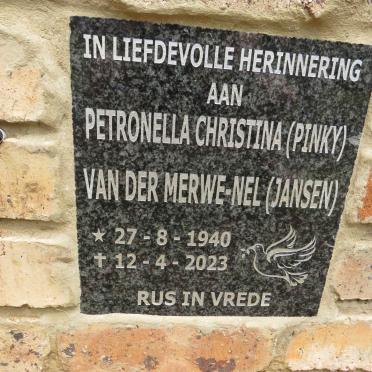 IN LIEFDEVOLLE HERINNERING
AAN
PETRONELLA CHRISTINA (PINKY)
VAN DER MERWE-NEL (JANSEN)
★ 27 - 8 - 1940
✝ 12 - 4 - 2023
RUS IN VREDE